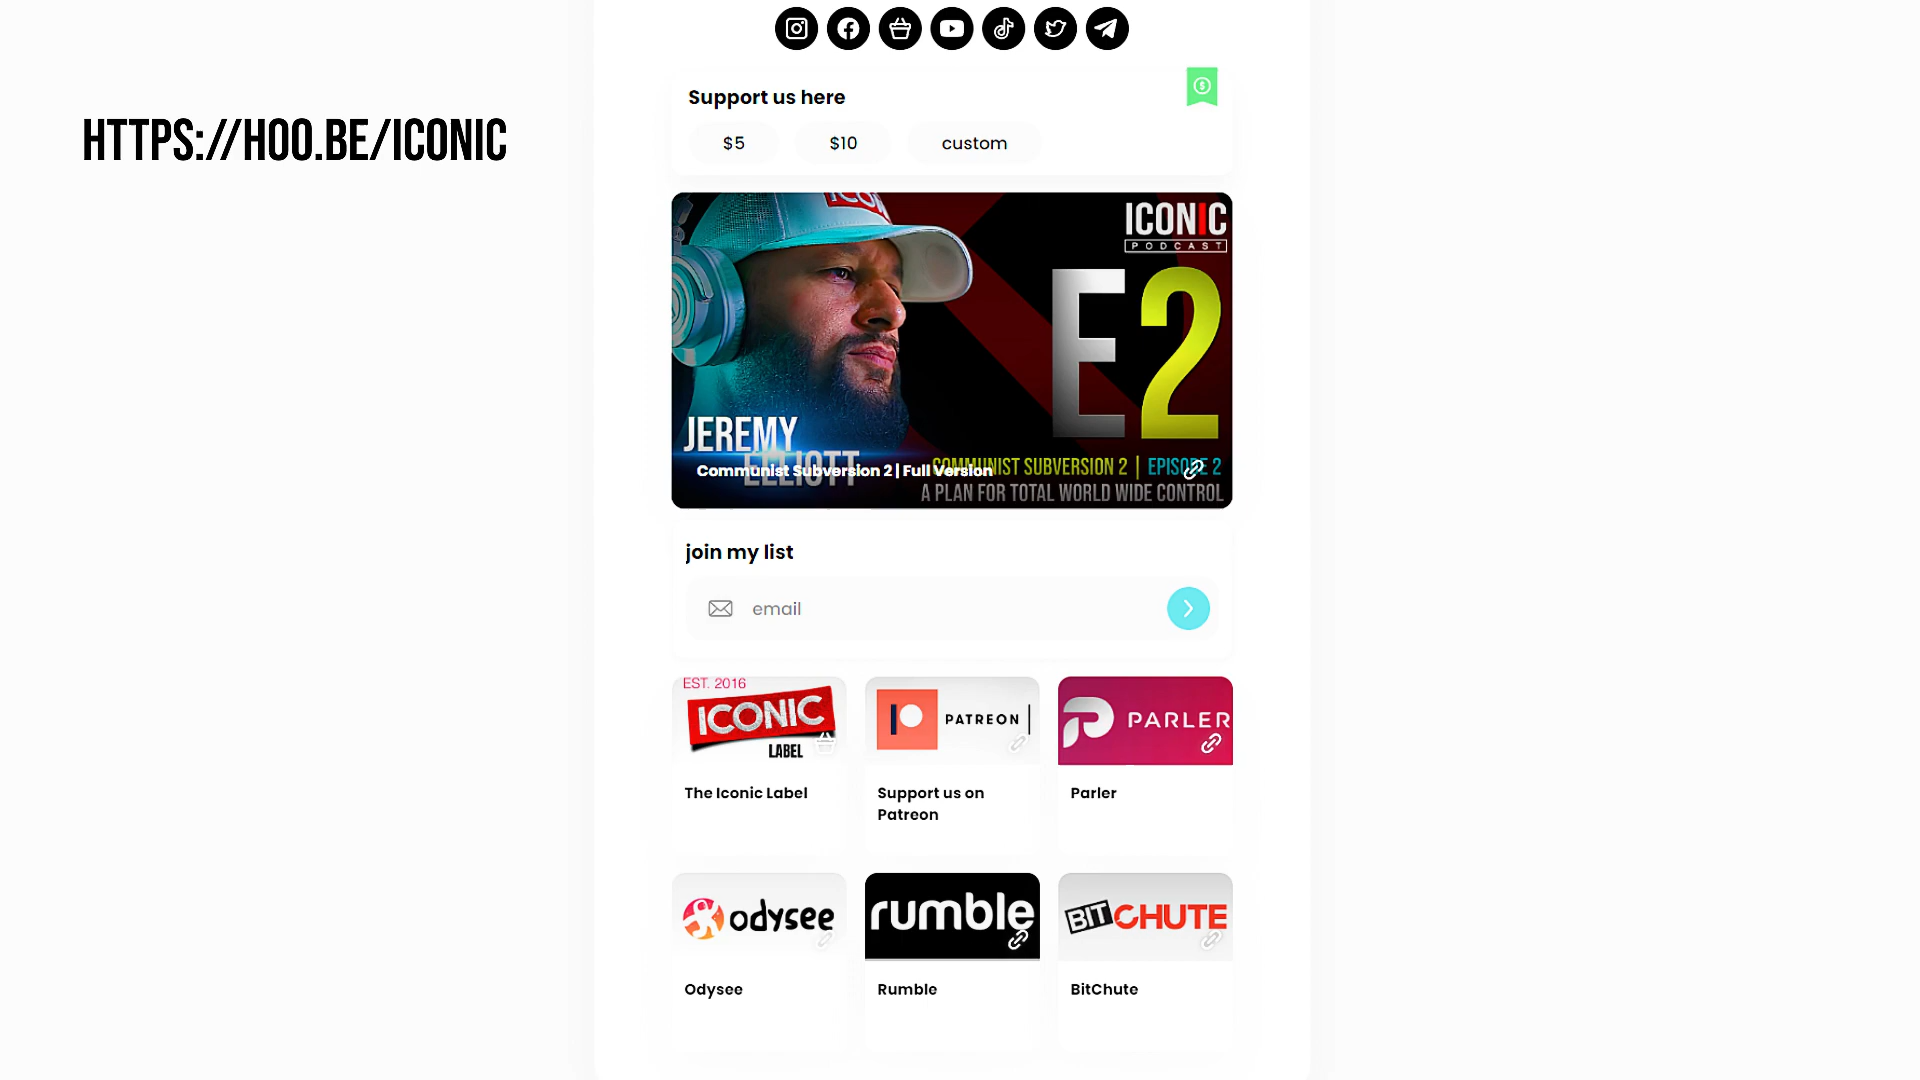 HTTPS://HOO.BE/ICONIC
Support us here
$5
$10
custom
ICON
ICONIC
PODCAST
E2
JEREMY
ELLIOTT
Communist Subversion 2 | Full Version
COMMUNIST SUBVERSION 2 | EPISODE 2
A PLAN FOR TOTAL WORLD WIDE CONTROL
join my list
email
EST. 2016
ICONIC
LABEL
PATREON
PARLER
The Iconic Label
Support us on
Patreon
Parler
odysee
rumble
BITCHUTE
Odysee
Rumble
BitChute